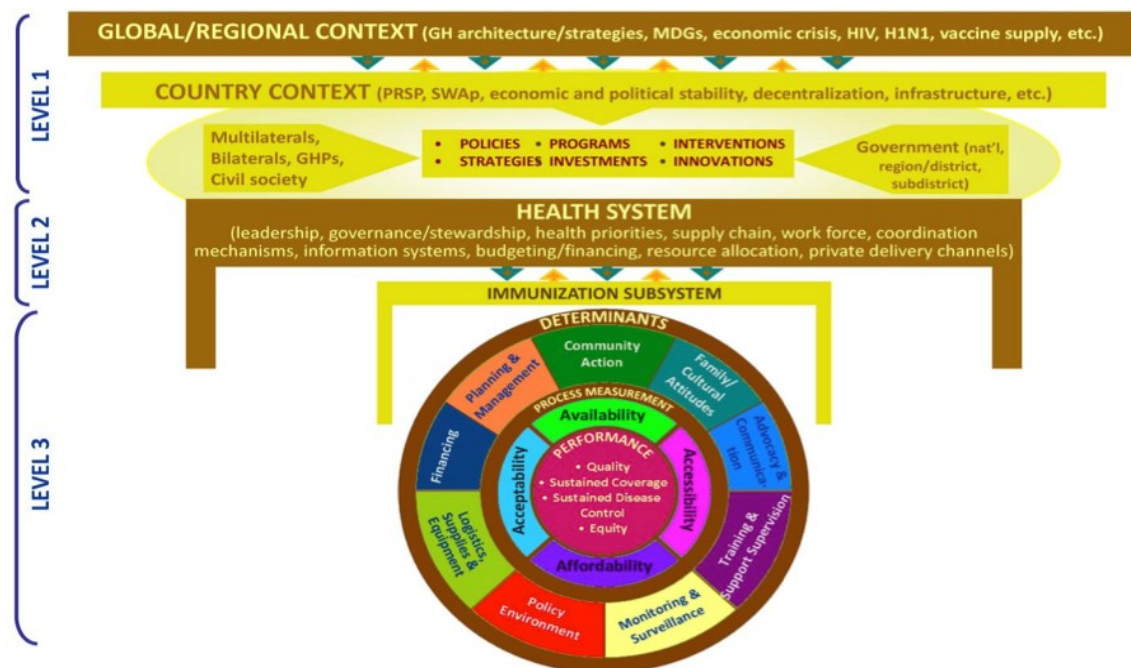 LEVEL 1
GLOBAL/REGIONAL CONTEXT (GH architecture/strategies, MDGs, economic crisis, HIV, H1N1, vaccine supply, etc.)
COUNTRY CONTEXT (PRSP, SWAp, economic and political stability, decentralization, infrastructure, etc.)
Multilaterals,
Bilaterals, GHPs,
Civil society
• POLICIES • PROGRAMS • INTERVENTIONS
• STRATEGIES • INVESTMENTS • INNOVATIONS
Government (nat'l,
region/district,
subdistrict)
LEVEL 2
HEALTH SYSTEM
(leadership, governance/stewardship, health priorities, supply chain, work force, coordination
mechanisms, information systems, budgeting/financing, resource allocation, private delivery channels)
IMMUNIZATION SUBSYSTEM
LEVEL 3
DETERMINANTS
Community
Action
Family/
Cultural
Attitudes
Advocacy &
Communica-
tion
Training &
Support Supervision
Monitoring &
Surveillance
Policy
Environment
Logistics,
Supplies &
Equipment
Financing
Planning &
Management
PROCESS MEASUREMENT
Availability
Accessibility
Affordability
Acceptability
PERFORMANCE
• Quality
• Sustained Coverage
• Sustained Disease
Control
• Equity